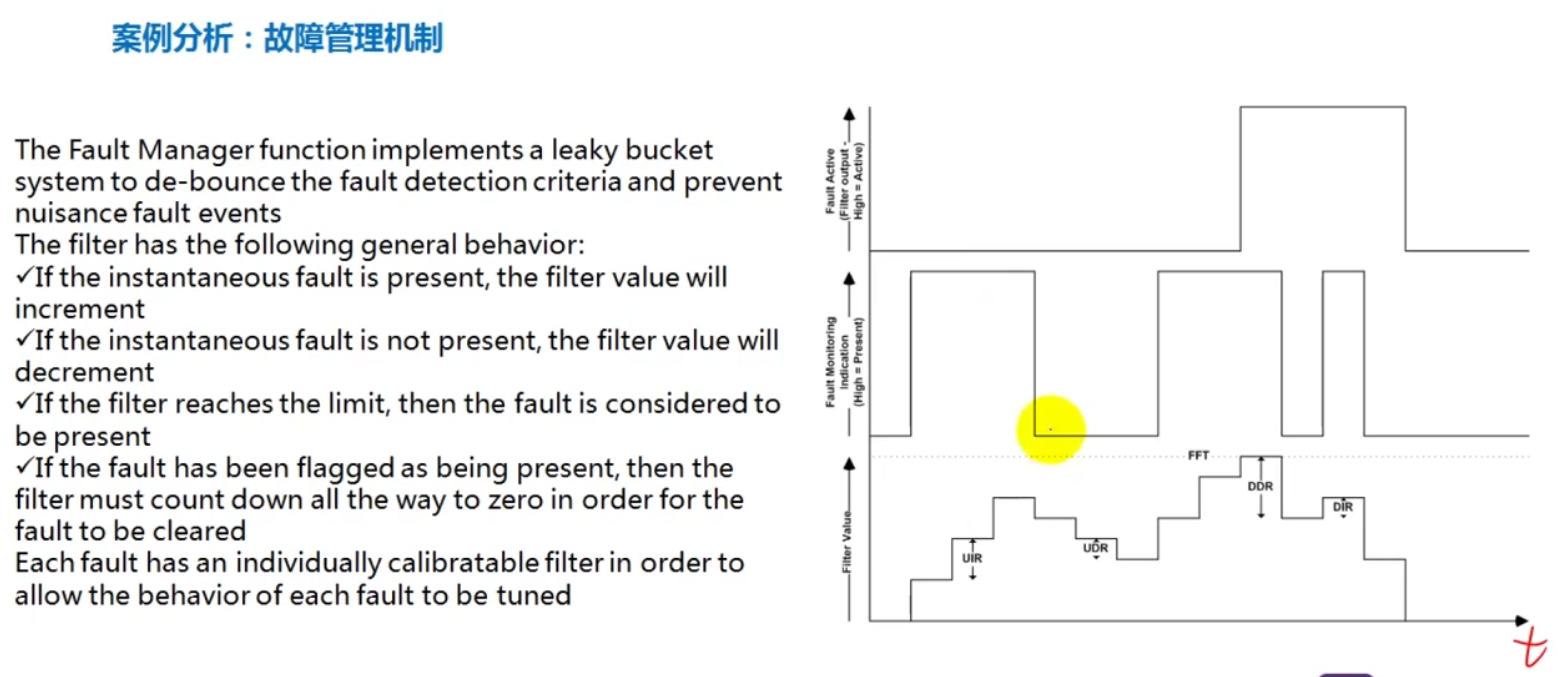 案例分析：故障管理机制
The Fault Manager function implements a leaky bucket
system to de-bounce the fault detection criteria and prevent
nuisance fault events
The filter has the following general behavior:
✓If the instantaneous fault is present, the filter value will
increment
✓If the instantaneous fault is not present, the filter value will
decrement
✓If the filter reaches the limit, then the fault is considered to
be present
✓If the fault has been flagged as being present, then the
filter must count down all the way to zero in order for the
fault to be cleared
Each fault has an individually calibratable filter in order to
allow the behavior of each fault to be tuned
Fault Active
(Filter output -
High = Active)
Fault Monitoring
Indication
(High = Present)
Filter Value
FFT
UIR
UDR
DDR
DIR
t